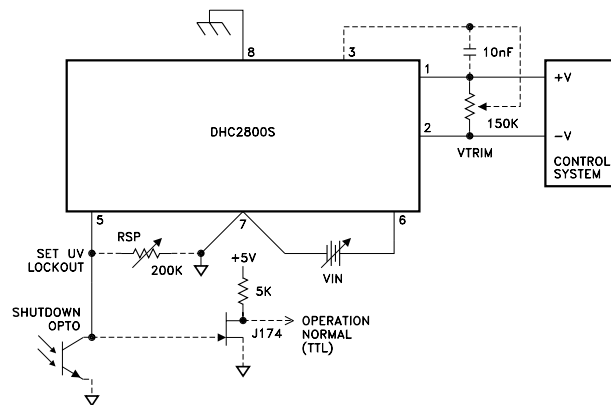 8
3
10nF
1
+V
DHC2800S
150K
2
-V
VTRIM
CONTROL
SYSTEM
5
7
6
RSP
SET UV
LOCKOUT
200K
+5V
VIN
5K
SHUTDOWN
OPTO
OPERATION
NORMAL
(TTL)
J174